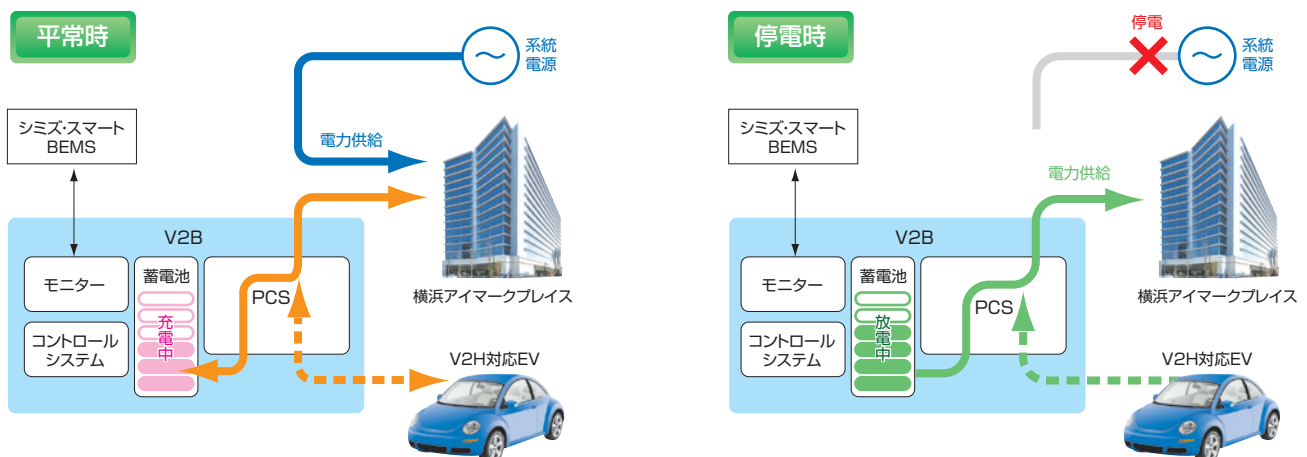 平常時
系統
電源
シミズ・スマート
BEMS
電力供給
V2B
モニター
蓄電池
充電中
PCS
コントロール
システム
横浜アイマークプレイス
V2H対応EV
停電時
停電
系統
電源
シミズ・スマート
BEMS
電力供給
V2B
モニター
蓄電池
放電中
PCS
コントロール
システム
横浜アイマークプレイス
V2H対応EV